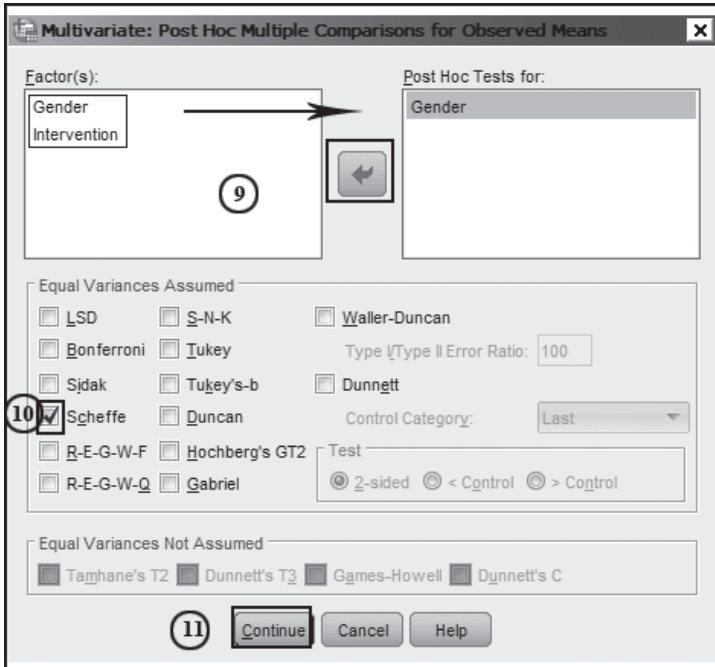 Multivariate: Post Hoc Multiple Comparisons for Observed Means
Factor(s):
Gender
Intervention
9
Post Hoc Tests for:
Gender
Equal Variances Assumed
LSD S-N-K Waller-Duncan
Bonferroni Tukey Type I/Type II Error Ratio: 100
Sidak Tukey's-b Dunnett
10 Scheffe Duncan Control Category: Last
R-E-G-W-F Hochberg's GT2 Test
R-E-G-W-Q Gabriel 2-sided < Control > Control
Equal Variances Not Assumed
Tamhane's T2 Dunnett's T3 Games-Howell Dunnett's C
11 Continue Cancel Help